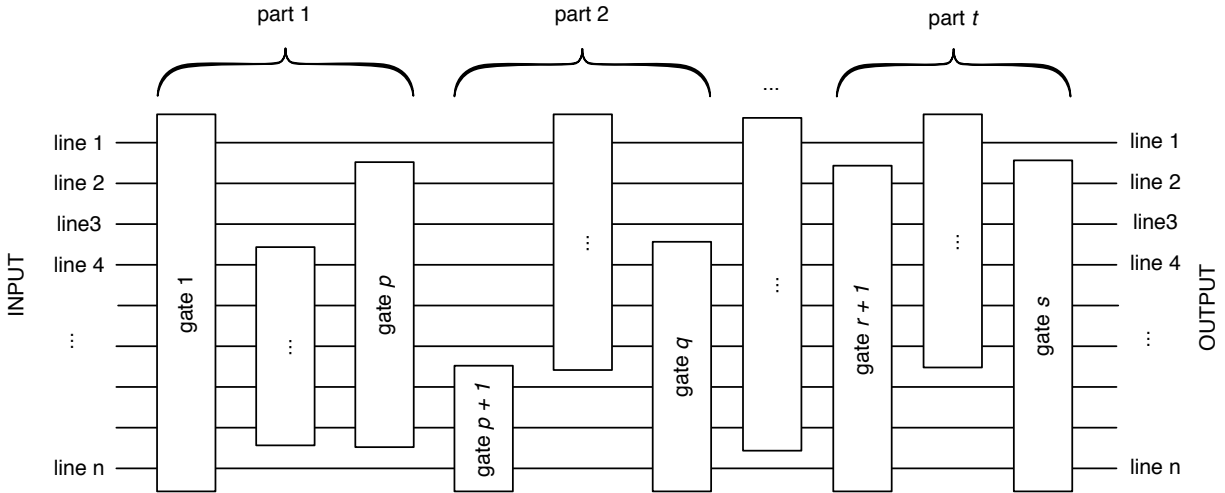 part 1
part 2
part t
...
line 1
line 2
line3
line 4
...
line n
INPUT
gate 1
...
gate p
gate p + 1
...
gate q
...
gate r + 1
...
gate s
line 1
line 2
line3
line 4
...
line n
OUTPUT